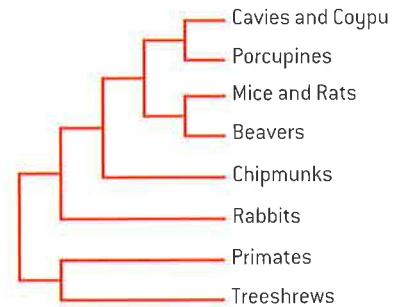 Cavies and Coypu
Porcupines
Mice and Rats
Beavers
Chipmunks
Rabbits
Primates
Treeshrews